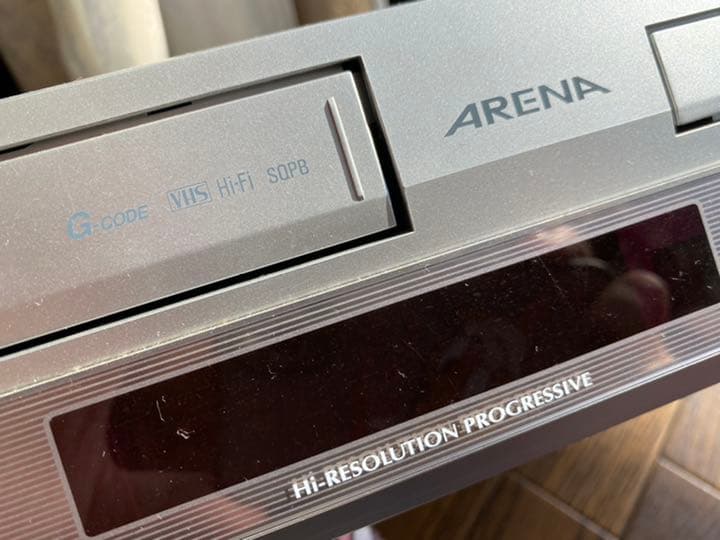 ARENA
G-CODE VHS Hi-Fi SQPB
Hi-RESOLUTION PROGRESSIVE